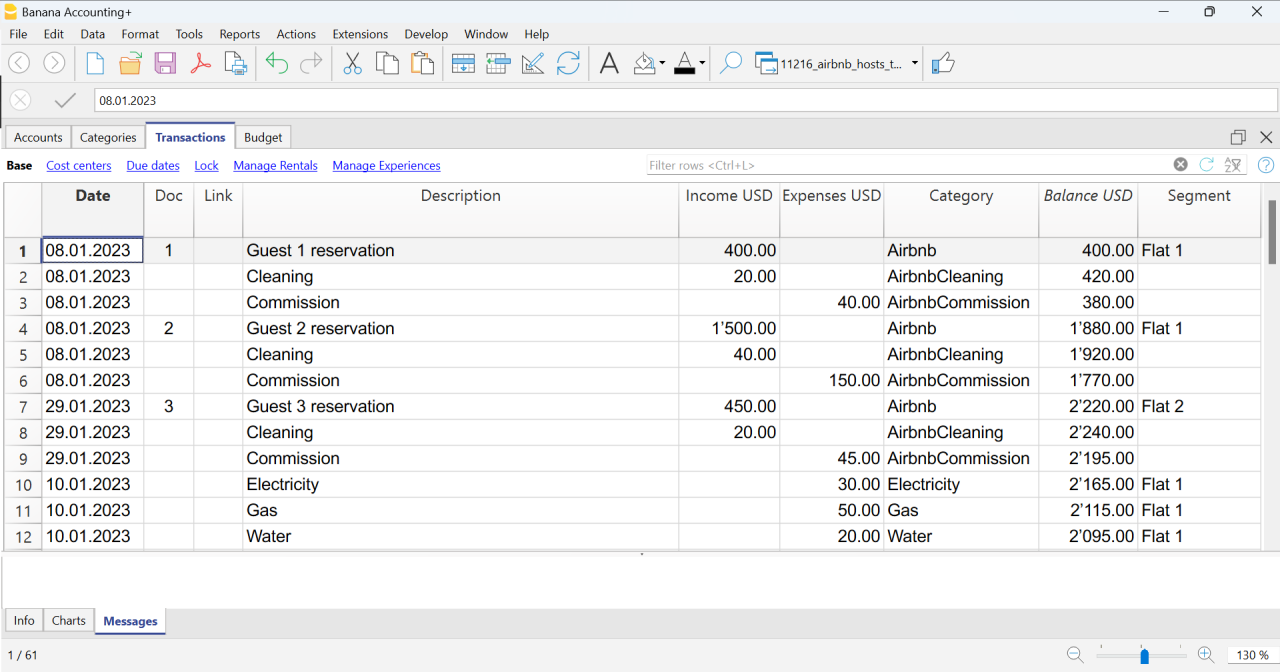 Banana Accounting+
File Edit Data Format Tools Reports Actions Extensions Develop Window Help
11216_airbnb_hosts_t...
08.01.2023
Accounts Categories Transactions Budget
Base Cost centers Due dates Lock Manage Rentals Manage Experiences Filter rows <Ctrl+L>
Date Doc Link Description Income USD Expenses USD Category Balance USD Segment
1 08.01.2023 1 Guest 1 reservation 400.00 Airbnb 400.00 Flat 1
2 08.01.2023 Cleaning 20.00 AirbnbCleaning 420.00
3 08.01.2023 Commission 40.00 AirbnbCommission 380.00
4 08.01.2023 2 Guest 2 reservation 1’500.00 Airbnb 1’880.00 Flat 1
5 08.01.2023 Cleaning 40.00 AirbnbCleaning 1’920.00
6 08.01.2023 Commission 150.00 AirbnbCommission 1’770.00
7 29.01.2023 3 Guest 3 reservation 450.00 Airbnb 2’220.00 Flat 2
8 29.01.2023 Cleaning 20.00 AirbnbCleaning 2’240.00
9 29.01.2023 Commission 45.00 AirbnbCommission 2’195.00
10 10.01.2023 Electricity 30.00 Electricity 2’165.00 Flat 1
11 10.01.2023 Gas 50.00 Gas 2’115.00 Flat 1
12 10.01.2023 Water 20.00 Water 2’095.00 Flat 1
Info Charts Messages
1 / 61 130 %